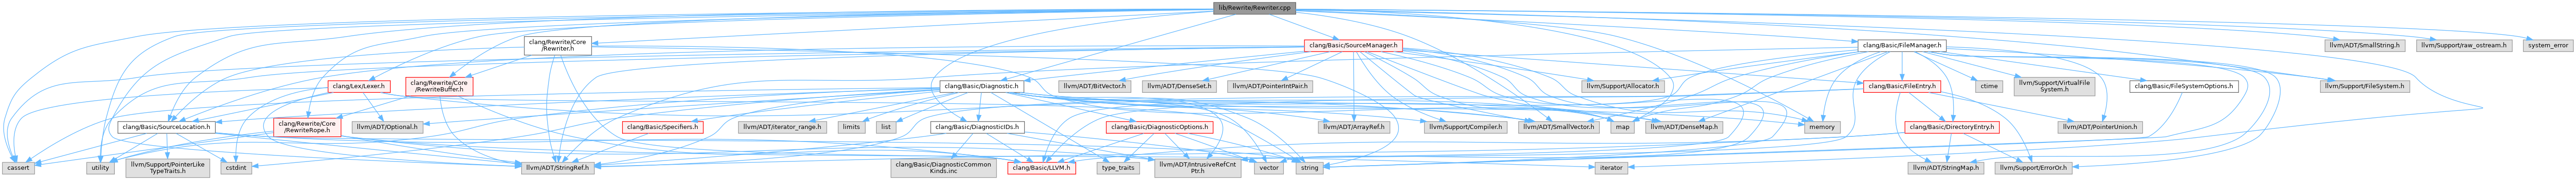 lib/Rewrite/Rewriter.cpp
clang/Rewrite/Core
/Rewriter.h
clang/Basic/SourceManager.h
clang/Basic/FileManager.h
llvm/ADT/SmallString.h
llvm/Support/raw_ostream.h
system_error
clang/Lex/Lexer.h
clang/Rewrite/Core
/RewriteBuffer.h
clang/Basic/Diagnostic.h
llvm/ADT/BitVector.h
llvm/ADT/DenseSet.h
llvm/ADT/PointerIntPair.h
llvm/Support/Allocator.h
clang/Basic/FileEntry.h
ctime
llvm/Support/VirtualFile
System.h
clang/Basic/FileSystemOptions.h
llvm/Support/FileSystem.h
clang/Basic/SourceLocation.h
clang/Rewrite/Core
/RewriteRope.h
llvm/ADT/Optional.h
clang/Basic/Specifiers.h
llvm/ADT/iterator_range.h
limits
list
clang/Basic/DiagnosticIDs.h
clang/Basic/DiagnosticOptions.h
llvm/ADT/ArrayRef.h
llvm/Support/Compiler.h
llvm/ADT/SmallVector.h
map
llvm/ADT/DenseMap.h
memory
clang/Basic/DirectoryEntry.h
llvm/ADT/PointerUnion.h
cassert
utility
llvm/Support/PointerLike
TypeTraits.h
cstdint
llvm/ADT/StringRef.h
clang/Basic/DiagnosticCommon
Kinds.inc
clang/Basic/LLVM.h
type_traits
llvm/ADT/IntrusiveRefCnt
Ptr.h
vector
string
iterator
llvm/ADT/StringMap.h
llvm/Support/ErrorOr.h